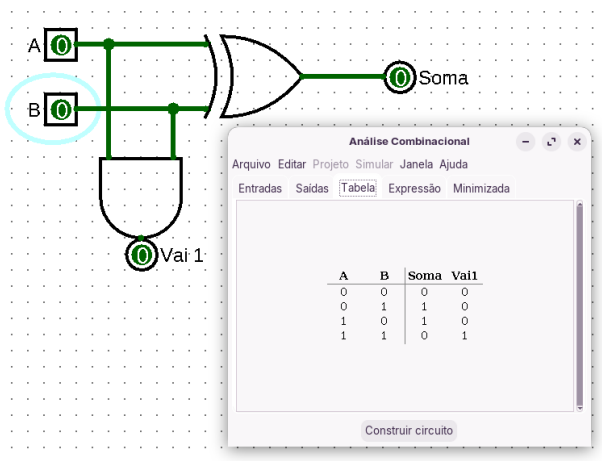 A 0
B 0
0 Soma
0 Vai 1
Análise Combinacional
Arquivo Editar Projeto Simular Janela Ajuda
Entradas Saídas Tabela Expressão Minimizada
A B Soma Vai1
0 0 0 0
0 1 1 0
1 0 1 0
1 1 0 1
Construir circuito